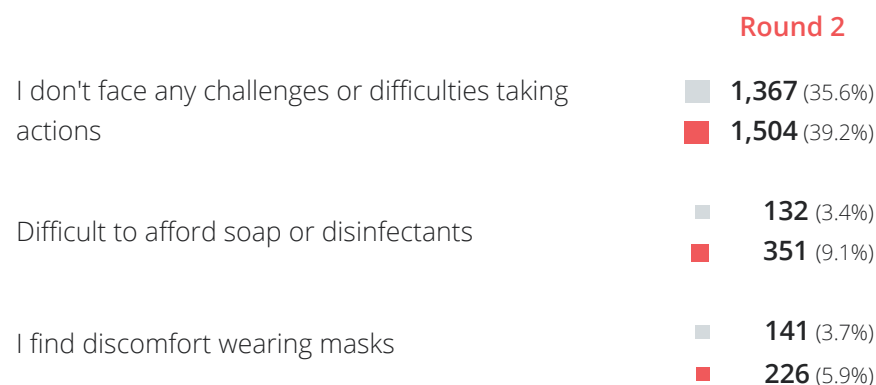 Round 2
I don't face any challenges or difficulties taking
actions
1,367 (35.6%)
1,504 (39.2%)
Difficult to afford soap or disinfectants
132 (3.4%)
351 (9.1%)
I find discomfort wearing masks
141 (3.7%)
226 (5.9%)